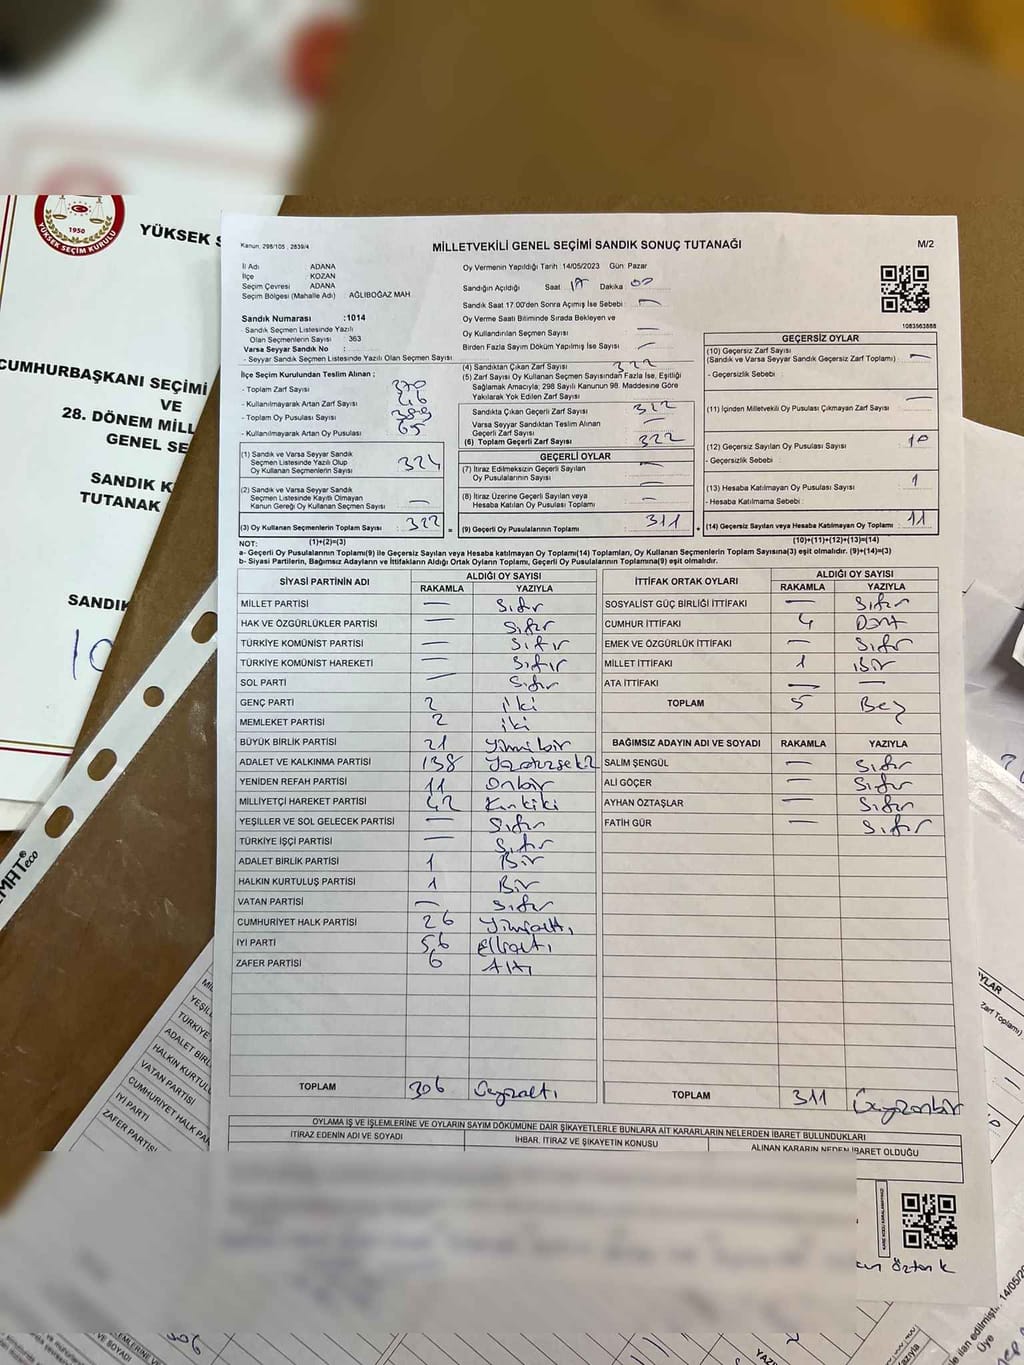 1950
YÜKSEK SEÇİM KURULU
YÜKSEK S
CUMHURBAŞKANI SEÇİMİ
VE
28. DÖNEM MİLL
GENEL SE
SANDIK K
TUTANAK
SANDIK
10
Kanun, 298/105 , 2839/4
MİLLETVEKİLİ GENEL SEÇİMİ SANDIK SONUÇ TUTANAĞI
M/2
İl Adı : ADANA
İlçe : KOZAN
Seçim Çevresi : ADANA
Seçim Bölgesi (Mahalle Adı) : AĞLIBOĞAZ MAH.
Sandık Numarası :1014
- Sandık Seçmen Listesinde Yazılı
Olan Seçmenlerin Sayısı : 363
Varsa Seyyar Sandık No :
- Seyyar Sandık Seçmen Listesinde Yazılı Olan Seçmen Sayısı :
Oy Vermenin Yapıldığı Tarih :14/05/2023 Gün: Pazar
Sandığın Açıldığı Saat : 17 Dakika : 00
Sandık Saat 17:00'den Sonra Açımış İse Sebebi : —
Oy Verme Saati Bitiminde Sırada Bekleyen ve
Oy Kullandırılan Seçmen Sayısı : —
Birden Fazla Sayım Döküm Yapılmış İse Sayısı : —
1083563888
İlçe Seçim Kurulundan Teslim Alınan ;
- Toplam Zarf Sayısı : 370
- Kullanılmayarak Artan Zarf Sayısı : 46
- Toplam Oy Pusulası Sayısı : 389
- Kullanılmayarak Artan Oy Pusulası : 65
(1) Sandık ve Varsa Seyyar Sandık
Seçmen Listesinde Yazılı Olup
Oy Kullanan Seçmenlerin Sayısı : 324
(2) Sandık ve Varsa Seyyar Sandık
Seçmen Listesinde Kayıtlı Olmayan
Kanun Gereği Oy Kullanan Seçmen Sayısı : —
(3) Oy Kullanan Seçmenlerin Toplam Sayısı : 322 =
(1)+(2)=(3)
(4) Sandıktan Çıkan Zarf Sayısı : 322
(5) Zarf Sayısı Oy Kullanan Seçmen Sayısından Fazla İse, Eşitliği
Sağlamak Amacıyla; 298 Sayılı Kanunun 98. Maddesine Göre
Yakılarak Yok Edilen Zarf Sayısı :
Sandıkta Çıkan Geçerli Zarf Sayısı : 322
Varsa Seyyar Sandıktan Teslim Alınan
Geçerli Zarf Sayısı : —
(6) Toplam Geçerli Zarf Sayısı : 322
GEÇERLİ OYLAR
(7) İtiraz Edilmeksizin Geçerli Sayılan
Oy Pusulalarının Sayısı : —
(8) İtiraz Üzerine Geçerli Sayılan veya
Hesaba Katılan Oy Pusulalarının Toplamı : —
(9) Geçerli Oy Pusulalarının Toplamı : 311 +
GEÇERSİZ OYLAR
(10) Geçersiz Zarf Sayısı
(Sandık ve Varsa Seyyar Sandık Geçersiz Zarf Toplamı) : —
- Geçersizlik Sebebi :
(11) İçinden Milletvekili Oy Pusulası Çıkmayan Zarf Sayısı : —
(12) Geçersiz Sayılan Oy Pusulası Sayısı : 10
- Geçersizlik Sebebi :
(13) Hesaba Katılmayan Oy Pusulası Sayısı : 1
- Hesaba Katılmama Sebebi :
(14) Geçersiz Sayılan veya Hesaba Katılmayan Oy Toplamı : 11
(10)+(11)+(12)+(13)=(14)
NOT:
a- Geçerli Oy Pusulalarının Toplamı(9) ile Geçersiz Sayılan veya Hesaba katılmayan Oy Toplamı(14) Toplamları, Oy Kullanan Seçmenlerin Toplam Sayısına(3) eşit olmalıdır. (9)+(14)=(3)
b- Siyasi Partilerin, Bağımsız Adayların ve İttifakların Aldığı Ortak Oyların Toplamı, Geçerli Oy Pusulalarının Toplamına(9) eşit olmalıdır.
SİYASİ PARTİNİN ADI ALDIĞI OY SAYISI
RAKAMLA YAZIYLA
MİLLET PARTİSİ — Sıfır
HAK VE ÖZGÜRLÜKLER PARTİSİ — Sıfır
TÜRKİYE KOMÜNİST PARTİSİ — Sıfır
TÜRKİYE KOMÜNİST HAREKETİ — Sıfır
SOL PARTİ — Sıfır
GENÇ PARTİ 2 iki
MEMLEKET PARTİSİ 2 iki
BÜYÜK BİRLİK PARTİSİ 21 Yirmibir
ADALET VE KALKINMA PARTİSİ 138 Yüzotuzsekiz
YENİDEN REFAH PARTİSİ 11 Onbir
MİLLİYETÇİ HAREKET PARTİSİ 42 Kırkiki
YEŞİLLER VE SOL GELECEK PARTİSİ — Sıfır
TÜRKİYE İŞÇİ PARTİSİ — Sıfır
ADALET BİRLİK PARTİSİ 1 Bir
HALKIN KURTULUŞ PARTİSİ 1 Bir
VATAN PARTİSİ — Sıfır
CUMHURİYET HALK PARTİSİ 26 Yirmialtı
İYİ PARTİ 56 Elli altı
ZAFER PARTİSİ 6 Altı
TOPLAM 306 Üçyüzaltı
İTTİFAK ORTAK OYLARI ALDIĞI OY SAYISI
RAKAMLA YAZIYLA
SOSYALİST GÜÇ BİRLİĞİ İTTİFAKI — Sıfır
CUMHUR İTTİFAKI 4 Dört
EMEK VE ÖZGÜRLÜK İTTİFAKI — Sıfır
MİLLET İTTİFAKI 1 Bir
ATA İTTİFAKI — —
TOPLAM 5 Beş
BAĞIMSIZ ADAYIN ADI VE SOYADI RAKAMLA YAZIYLA
SALİM ŞENGÜL — Sıfır
ALİ GÖÇER — Sıfır
AYHAN ÖZTAŞLAR — Sıfır
FATİH GÜR — Sıfır
TOPLAM 311 Üçyüzonbir
OYLAMA İŞ VE İŞLEMLERİNE VE OYLARIN SAYIM DÖKÜMÜNE DAİR ŞİKAYETLERLE BUNLARA AİT KARARLARIN NELERDEN İBARET BULUNDUKLARI
İTİRAZ EDENİN ADI VE SOYADI İHBAR, İTİRAZ VE ŞİKAYETİN KONUSU ALINAN KARARIN NEDEN İBARET OLDUĞU
Öztürk
MAT® eco
YEŞİLL
TÜRKİYE
ADALET BİRL
HALKIN KURTUL
VATAN PARTİSİ
CUMHURİYET HALK PAR
İYİ PARTİ
ZAFER PARTİS
OYLAR
Zarf Toplamı)
306
YAZ
Üye